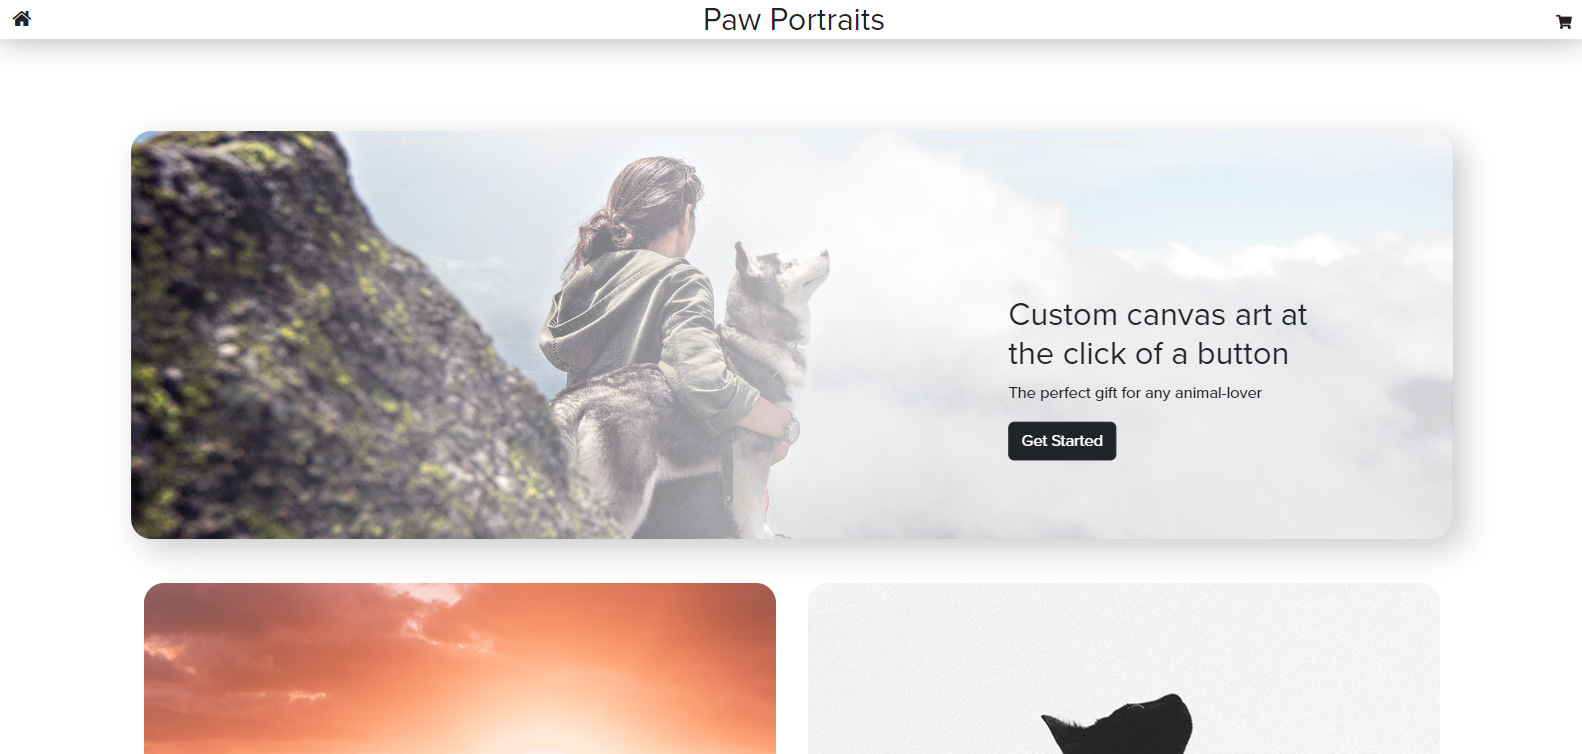 Paw Portraits
Custom canvas art at
the click of a button
The perfect gift for any animal-lover
Get Started